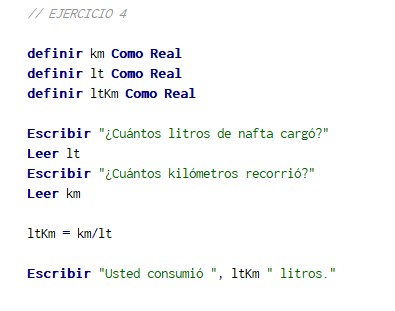 // EJERCICIO 4
definir km Como Real
definir lt Como Real
definir ltKm Como Real
Escribir "¿Cuántos litros de nafta cargó?"
Leer lt
Escribir "¿Cuántos kilómetros recorrió?"
Leer km
ltKm = km/lt
Escribir "Usted consumió ", ltKm " litros."